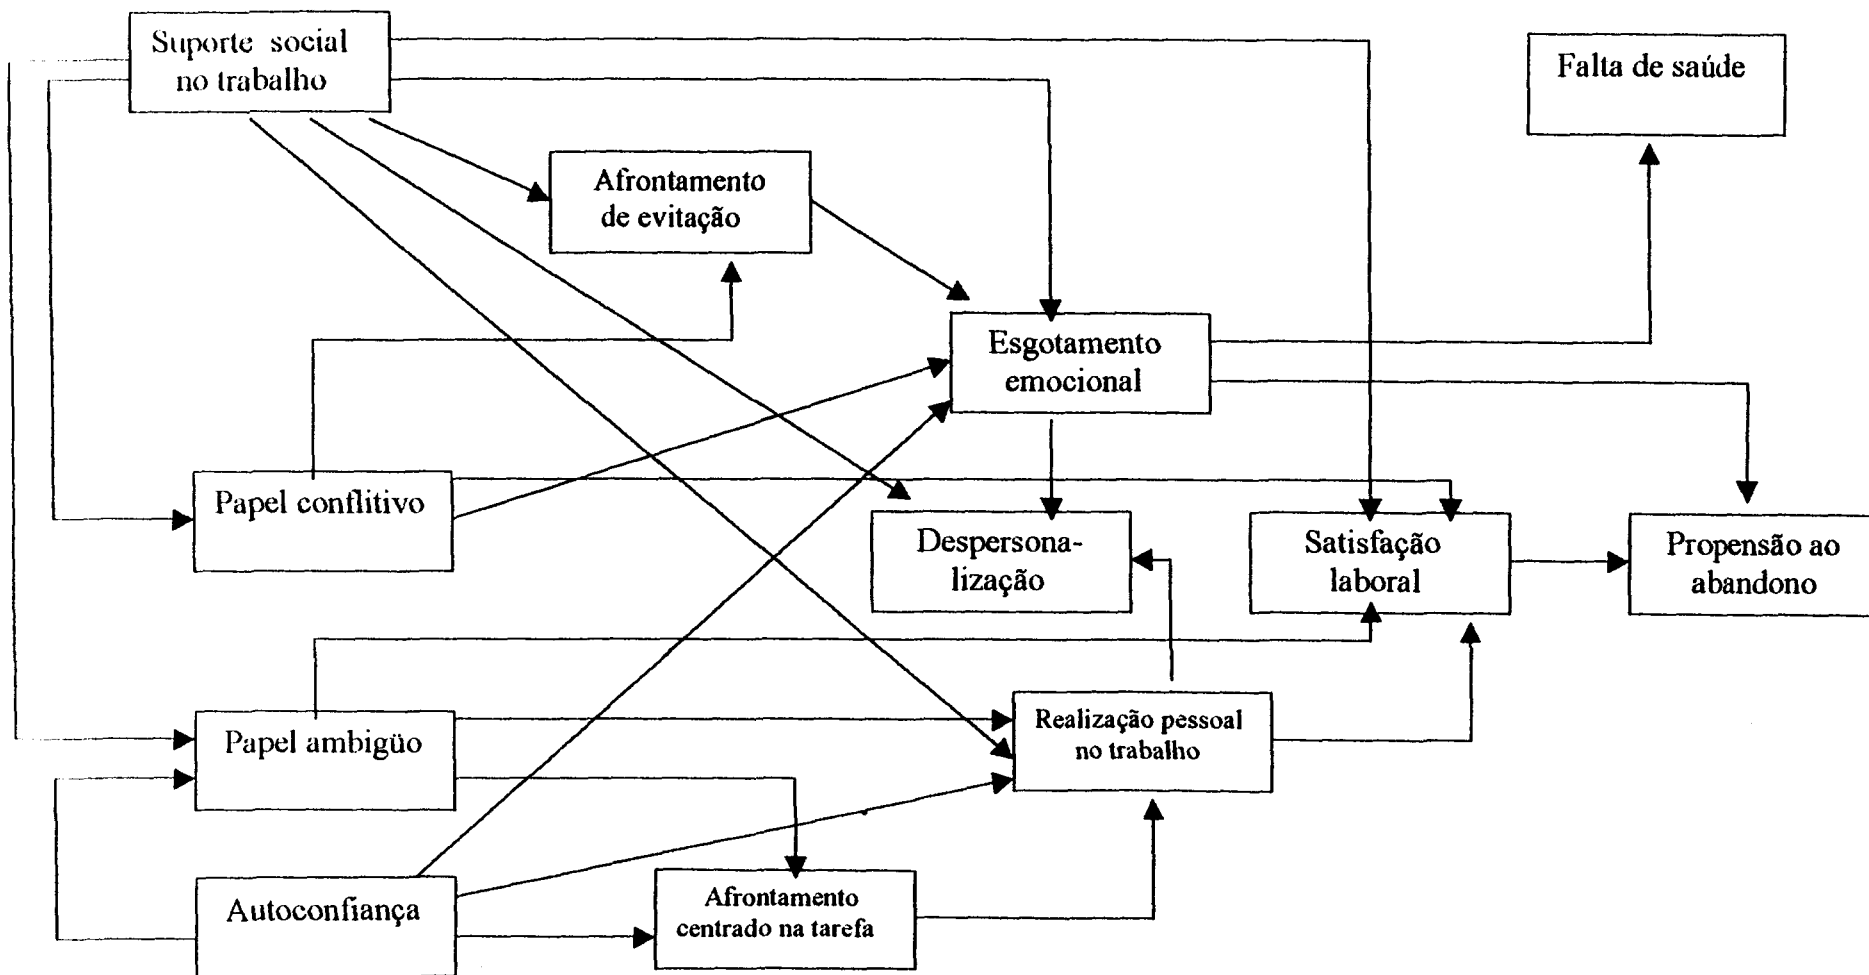 Suporte social
no trabalho
Falta de saúde
Afrontamento
de evitação
Esgotamento
emocional
Papel conflitivo
Despersona-
lização
Satisfação
laboral
Propensão ao
abandono
Papel ambigüo
Realização pessoal
no trabalho
Autoconfiança
Afrontamento
centrado na tarefa